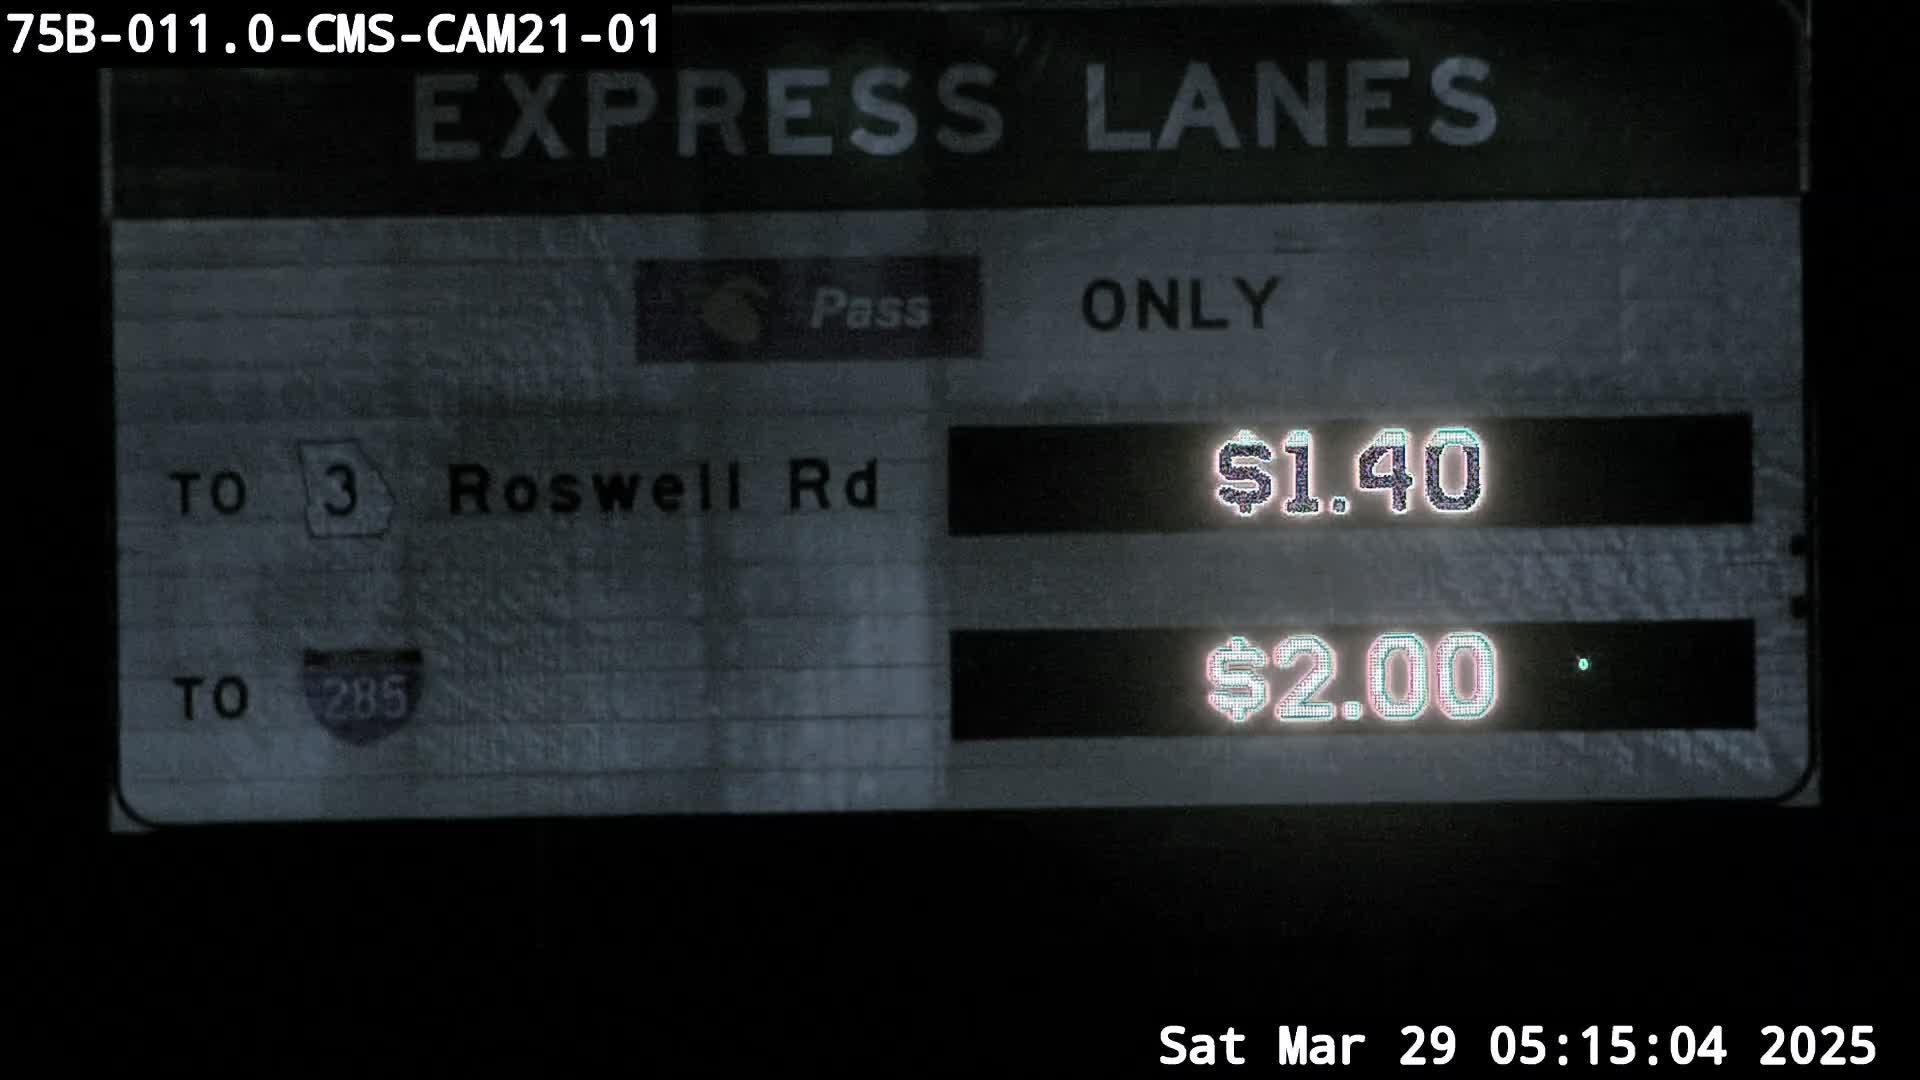 75B-011.0-CMS-CAM21-01
EXPRESS LANES
Pass ONLY
TO 3 Roswell Rd $1.40
TO 285 $2.00
Sat Mar 29 05:15:04 2025